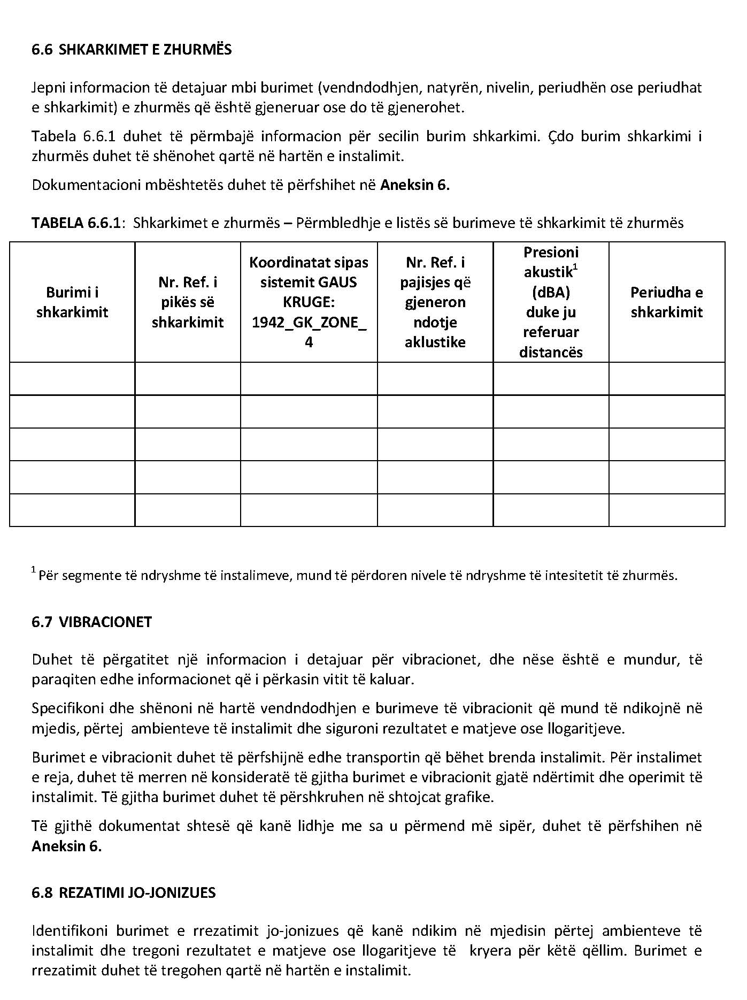 6.6 SHKARKIMET E ZHURMËS
Jepni informacion të detajuar mbi burimet (vendndodhjen, natyrën, nivelin, periudhën ose periudhat
e shkarkimit) e zhurmës që është gjeneruar ose do të gjenerohet.
Tabela 6.6.1 duhet të përmbajë informacion për secilin burim shkarkimi. Çdo burim shkarkimi i
zhurmës duhet të shënohet qartë në hartën e instalimit.
Dokumentacioni mbështetës duhet të përfshihet në Aneksin 6.
TABELA 6.6.1: Shkarkimet e zhurmës – Përmbledhje e listës së burimeve të shkarkimit të zhurmës
Burimi i
shkarkimit
Nr. Ref. i
pikës së
shkarkimit
Koordinatat sipas
sistemit GAUS
KRUGE:
1942_GK_ZONE_
4
Nr. Ref. i
pajisjes që
gjeneron
ndotje
aklustike
Presioni
akustik1
(dBA)
duke ju
referuar
distancës
Periudha e
shkarkimit
1 Për segmente të ndryshme të instalimeve, mund të përdoren nivele të ndryshme të intesitetit të zhurmës.
6.7 VIBRACIONET
Duhet të përgatitet një informacion i detajuar për vibracionet, dhe nëse është e mundur, të
paraqiten edhe informacionet që i përkasin vitit të kaluar.
Specifikoni dhe shënoni në hartë vendndodhjen e burimeve të vibracionit që mund të ndikojnë në
mjedis, përtej ambienteve të instalimit dhe siguroni rezultatet e matjeve ose llogaritjeve.
Burimet e vibracionit duhet të përfshijnë edhe transportin që bëhet brenda instalimit. Për instalimet
e reja, duhet të merren në konsideratë të gjitha burimet e vibracionit gjatë ndërtimit dhe operimit të
instalimit. Të gjitha burimet duhet të përshkruhen në shtojcat grafike.
Të gjithë dokumentat shtesë që kanë lidhje me sa u përmend më sipër, duhet të përfshihen në
Aneksin 6.
6.8 REZATIMI JO-JONIZUES
Identifikoni burimet e rrezatimit jo-jonizues që kanë ndikim në mjedisin përtej ambienteve të
instalimit dhe tregoni rezultatet e matjeve ose llogaritjeve të kryera për këtë qëllim. Burimet e
rrezatimit duhet të tregohen qartë në hartën e instalimit.